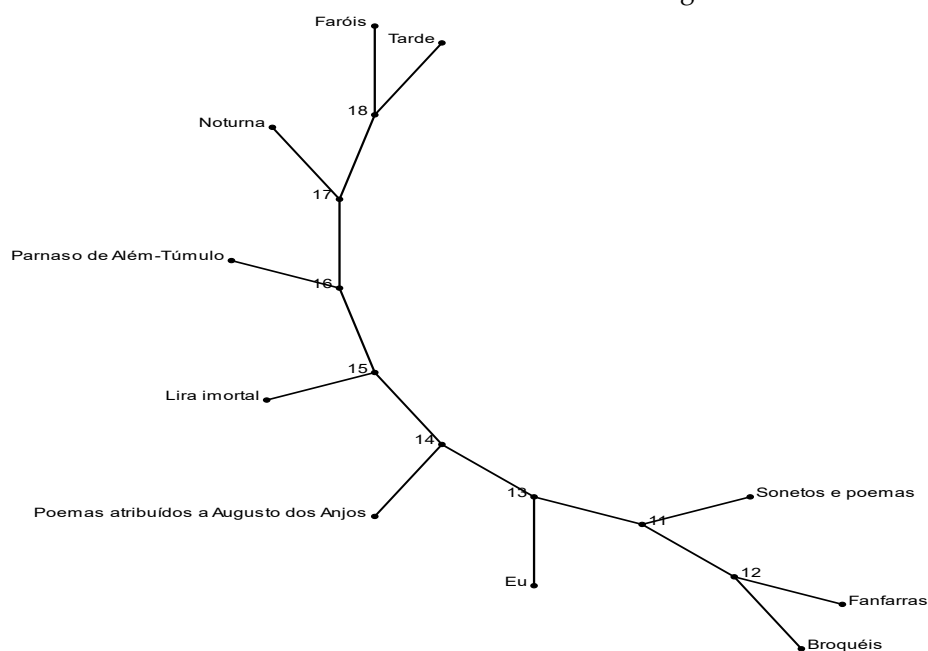 Faróis
Tarde
18
Noturna
17
Parnaso de Além-Túmulo
16
15
Lira imortal
14
13
Sonetos e poemas
Poemas atribuídos a Augusto dos Anjos
11
12
Eu
Fanfarras
Broquéis